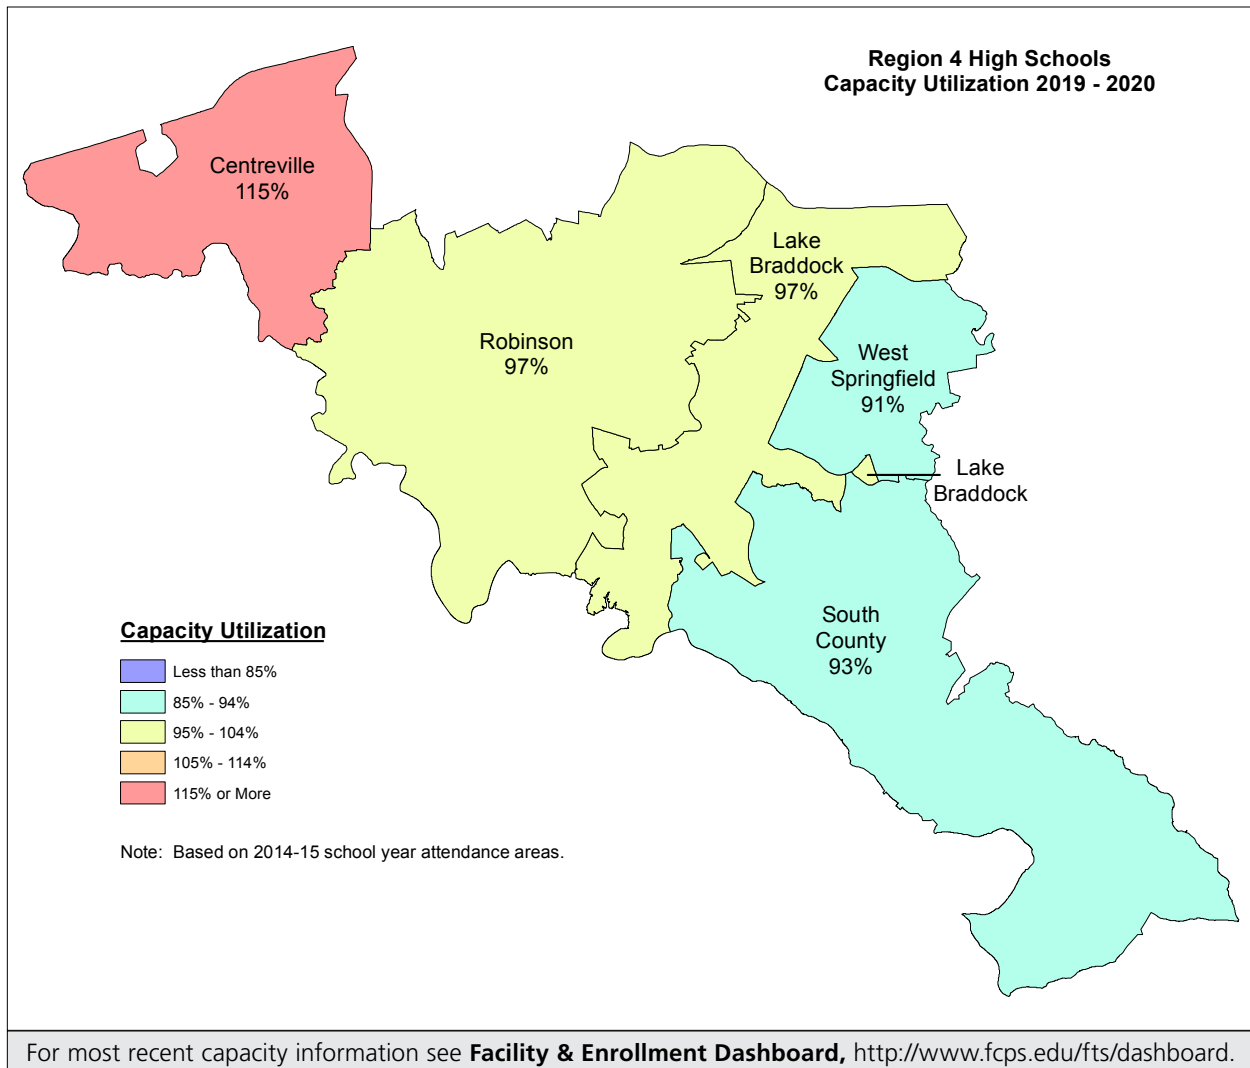 Region 4 High Schools
Capacity Utilization 2019 - 2020
Centreville
115%
Lake
Braddock
97%
Robinson
97%
West
Springfield
91%
Lake
Braddock
South
County
93%
Capacity Utilization
Less than 85%
85% - 94%
95% - 104%
105% - 114%
115% or More
Note: Based on 2014-15 school year attendance areas.
For most recent capacity information see Facility & Enrollment Dashboard, http://www.fcps.edu/fts/dashboard.